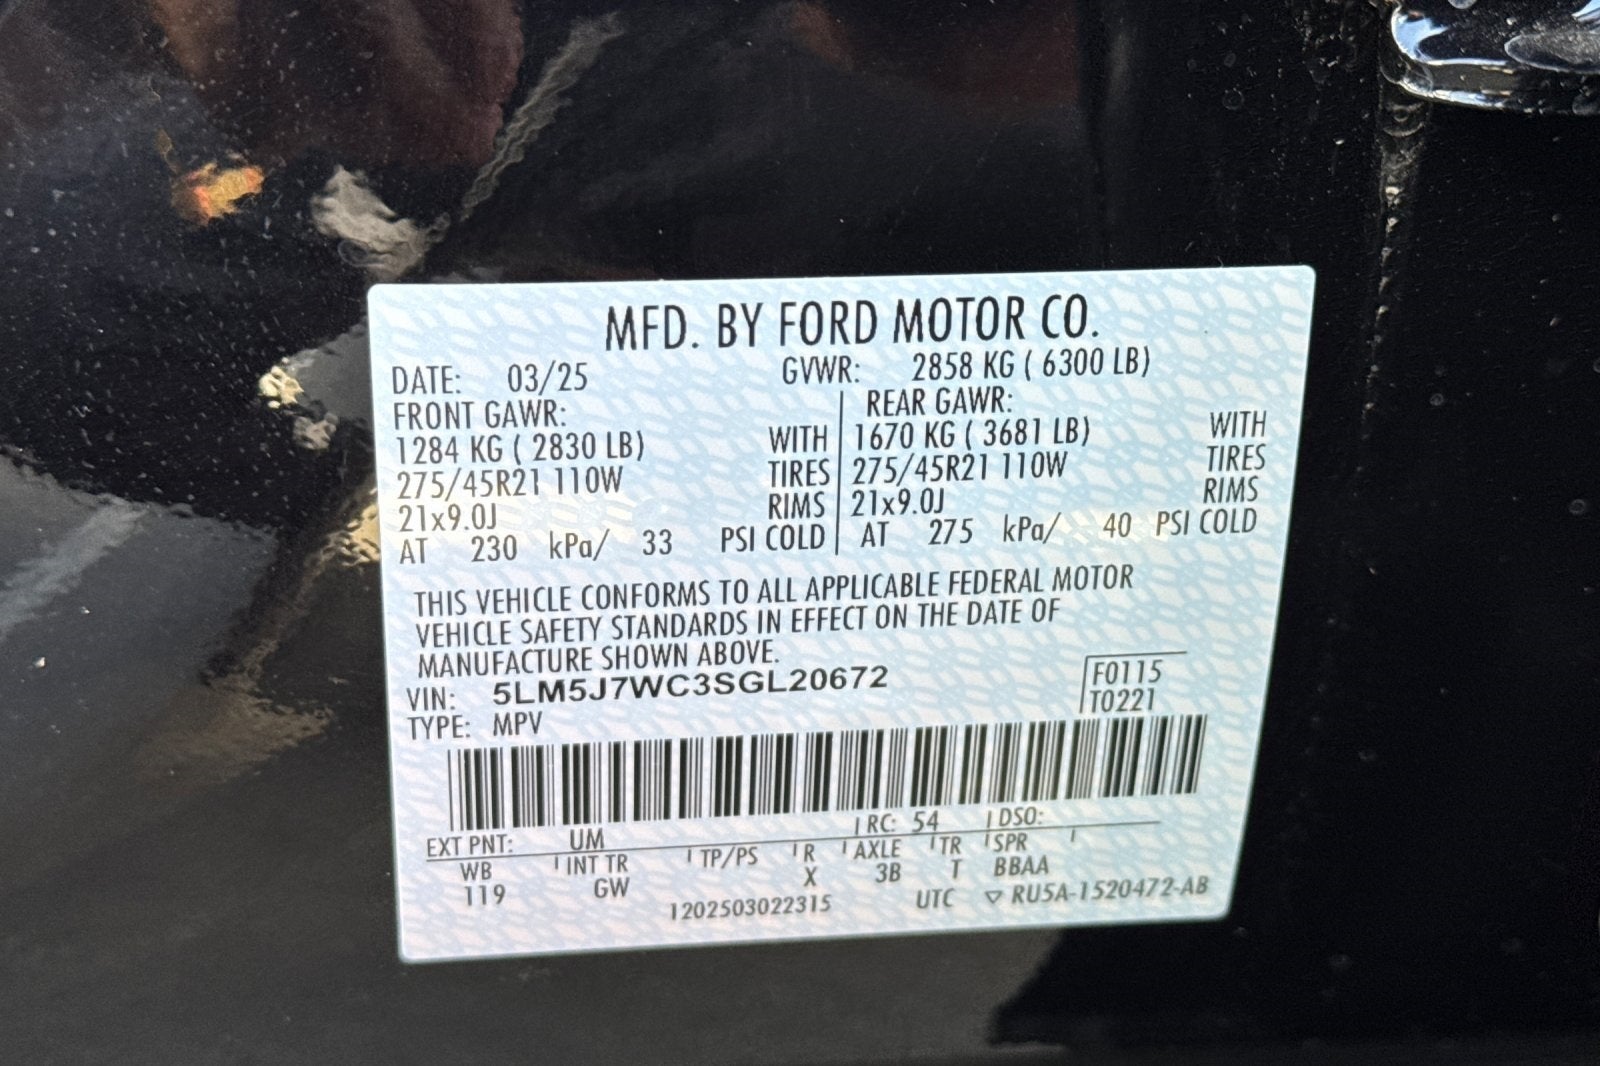 MFD. BY FORD MOTOR CO.
DATE: 03/25 GVWR: 2858 KG ( 6300 LB)
FRONT GAWR: REAR GAWR:
1284 KG ( 2830 LB) WITH 1670 KG ( 3681 LB) WITH
275/45R21 110W TIRES 275/45R21 110W TIRES
21x9.0J RIMS 21x9.0J RIMS
AT 230 kPa/ 33 PSI COLD AT 275 kPa/ 40 PSI COLD
THIS VEHICLE CONFORMS TO ALL APPLICABLE FEDERAL MOTOR
VEHICLE SAFETY STANDARDS IN EFFECT ON THE DATE OF
MANUFACTURE SHOWN ABOVE.
VIN: 5LM5J7WC3SGL20672 F0115
TYPE: MPV T0221
EXT PNT: UM RC: 54 DSO:
WB INT TR TP/PS R AXLE TR SPR
119 GW X 3B T BBAA
1202503022315 UTC ▽ RU5A-1520472-AB